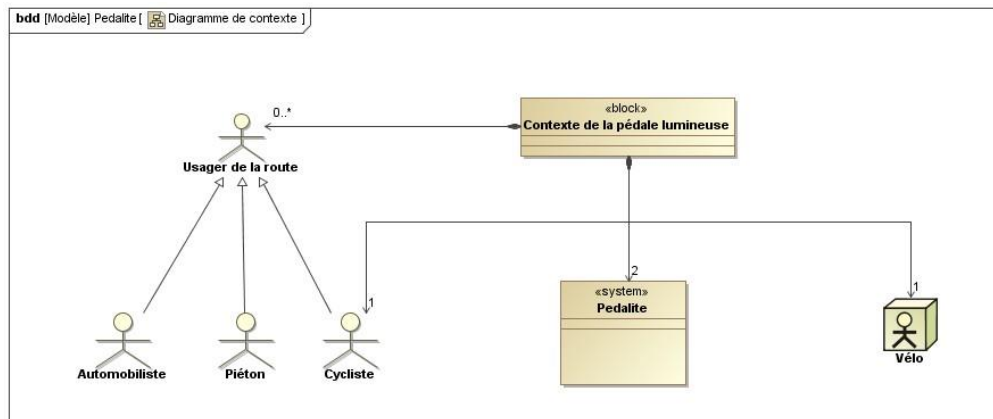 bdd [Modèle] Pedalite [ Diagramme de contexte ]
0..*
«block»
Contexte de la pédale lumineuse
Usager de la route
1
2
1
«system»
Pedalite
Automobiliste
Piéton
Cycliste
Vélo